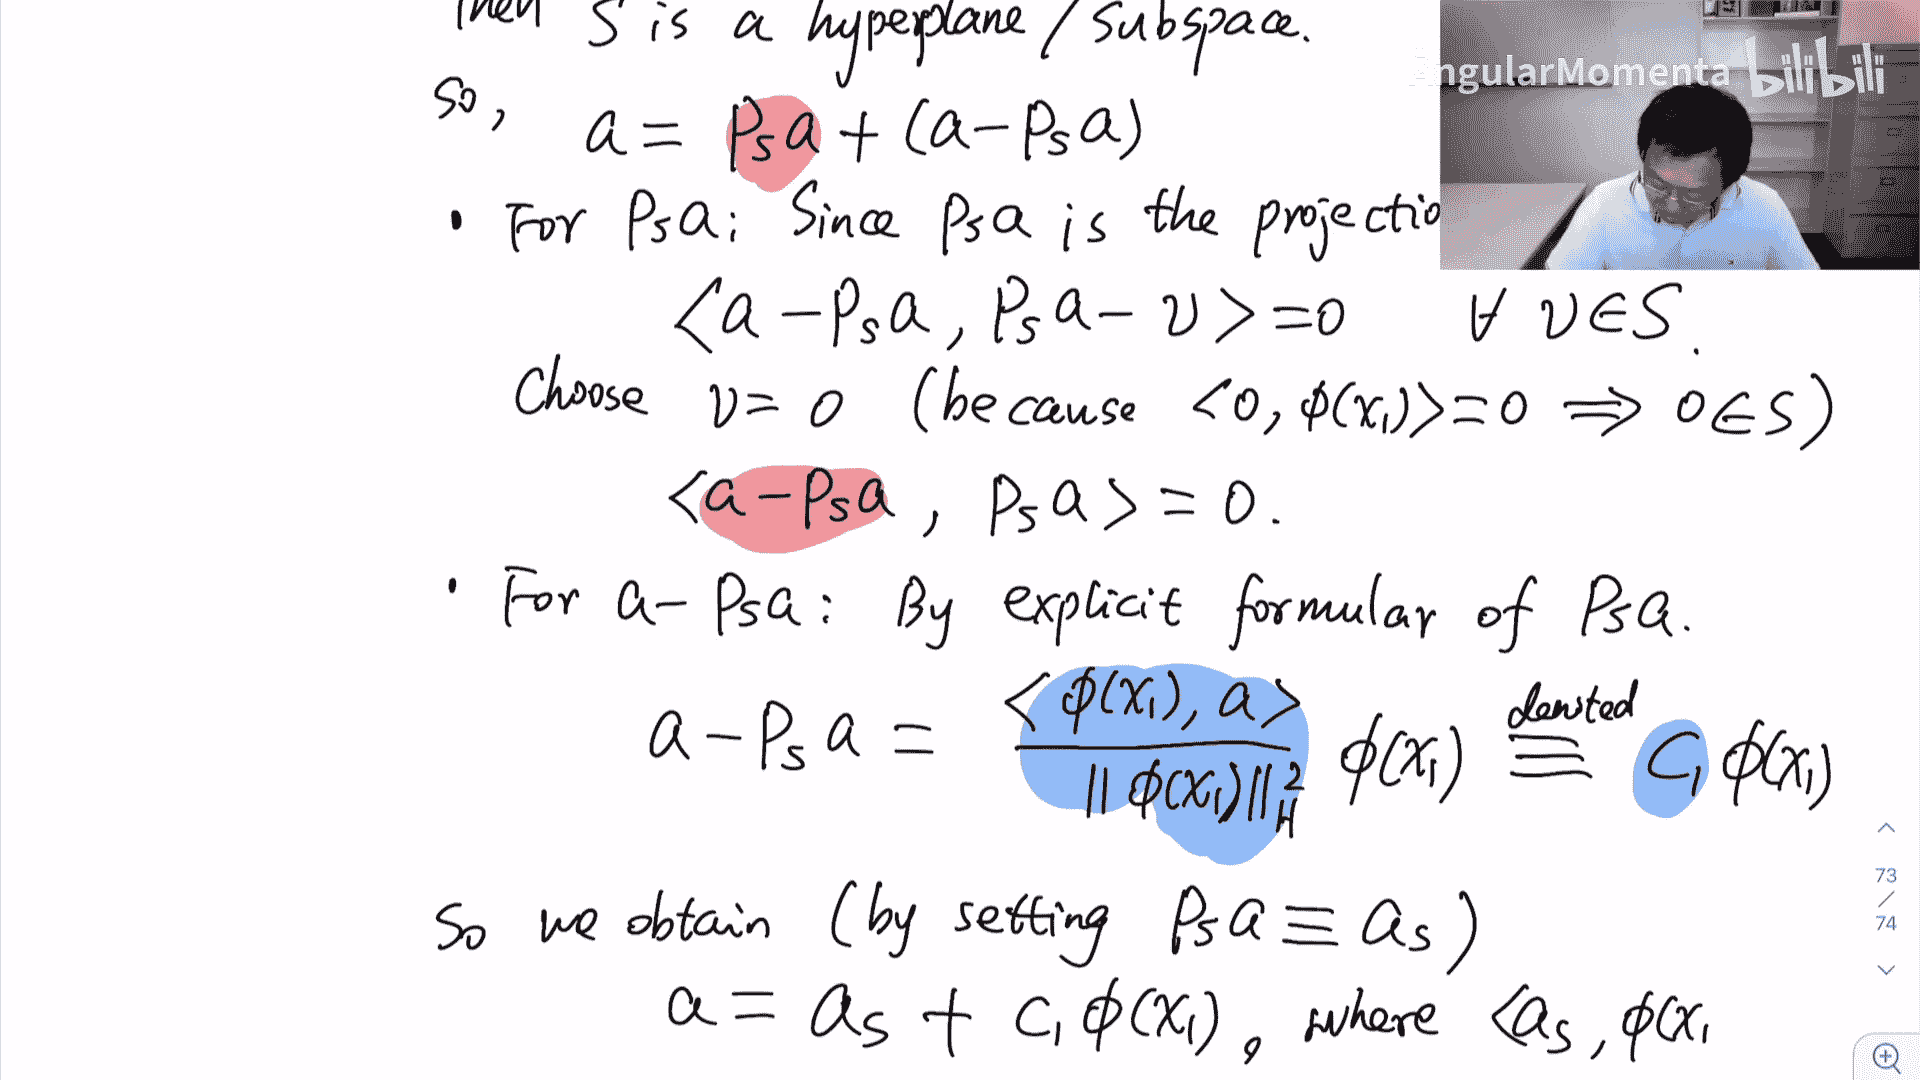 Then S is a hyperplane / subspace.
ngularMomenta bilibili
So, a = P_S a + (a - P_S a)
• For P_S a: Since P_S a is the projectio
<a - P_S a, P_S a - v> = 0 ∀ v ∈ S.
Choose v = 0 (because <0, ϕ(x₁)> = 0 ⟹ 0 ∈ S)
<a - P_S a, P_S a> = 0.
• For a - P_S a: By explicit formular of P_S a.
a - P_S a = <ϕ(x₁), a> / ||ϕ(x₁)||²_H ϕ(x₁) ≡ denoted C₁ ϕ(x₁)
73
/
74
So we obtain (by setting P_S a ≡ a_S)
a = a_S + C₁ ϕ(x₁), where <a_S, ϕ(x₁